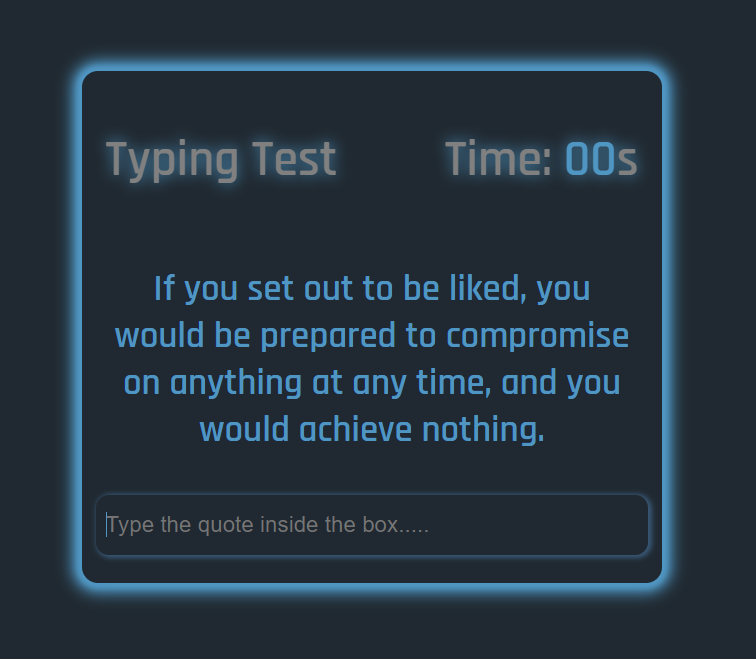 Typing Test Time: 00s
If you set out to be liked, you
would be prepared to compromise
on anything at any time, and you
would achieve nothing.
Type the quote inside the box.....